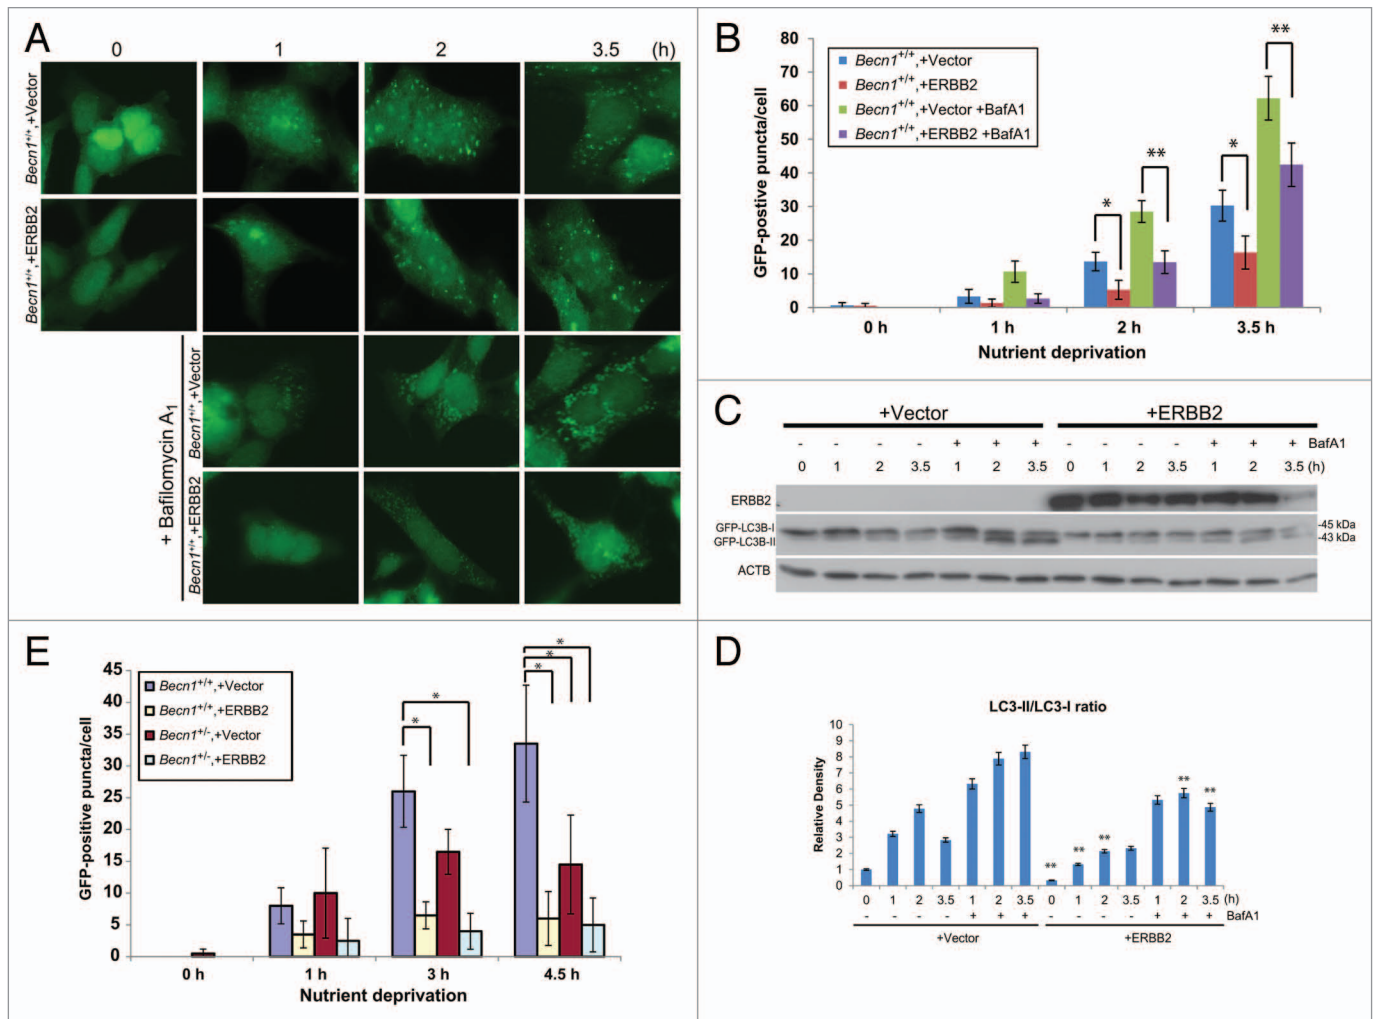 A
0 1 2 3.5 (h)
Becn1+/+,+Vector
Becn1+/+,+ERBB2
+ Bafilomycin A1
Becn1+/+,+Vector
Becn1+/+,+ERBB2
B
80
70
60
50
40
30
20
10
0
GFP-postive puncta/cell
Becn1+/+,+Vector
Becn1+/+,+ERBB2
Becn1+/+,+Vector +BafA1
Becn1+/+,+ERBB2 +BafA1
* ** * **
0 h 1 h 2 h 3.5 h
Nutrient deprivation
C
+Vector +ERBB2
- - - - + + + - - - - + + + BafA1
0 1 2 3.5 1 2 3.5 0 1 2 3.5 1 2 3.5 (h)
ERBB2
GFP-LC3B-I -45 kDa
GFP-LC3B-II -43 kDa
ACTB
E
45
40
35
30
25
20
15
10
5
0
GFP-positive puncta/cell
Becn1+/+,+Vector
Becn1+/+,+ERBB2
Becn1+/-,+Vector
Becn1+/-,+ERBB2
* * * * *
0 h 1 h 3 h 4.5 h
Nutrient deprivation
D
LC3-II/LC3-I ratio
10
9
8
7
6
5
4
3
2
1
0
Relative Density
** ** ** ** **
0 1 2 3.5 1 2 3.5 0 1 2 3.5 1 2 3.5 (h)
- - - - + + + - - - - + + + BafA1
+Vector +ERBB2